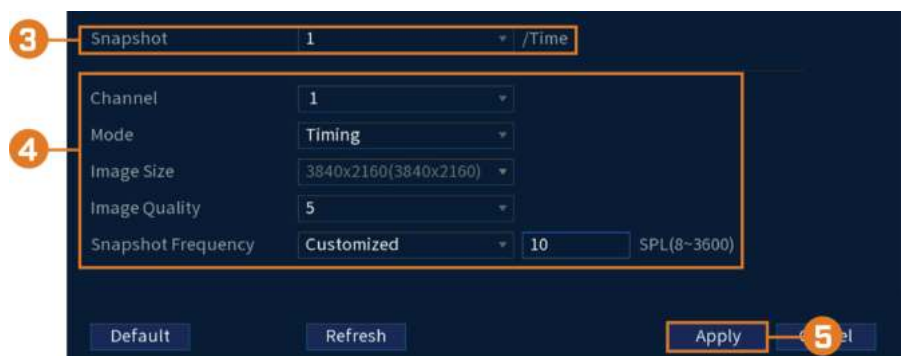 3 Snapshot 1 /Time
Channel 1
4 Mode Timing
Image Size 3840x2160(3840x2160)
Image Quality 5
Snapshot Frequency Customized 10 SPL(8~3600)
Default Refresh Apply 5